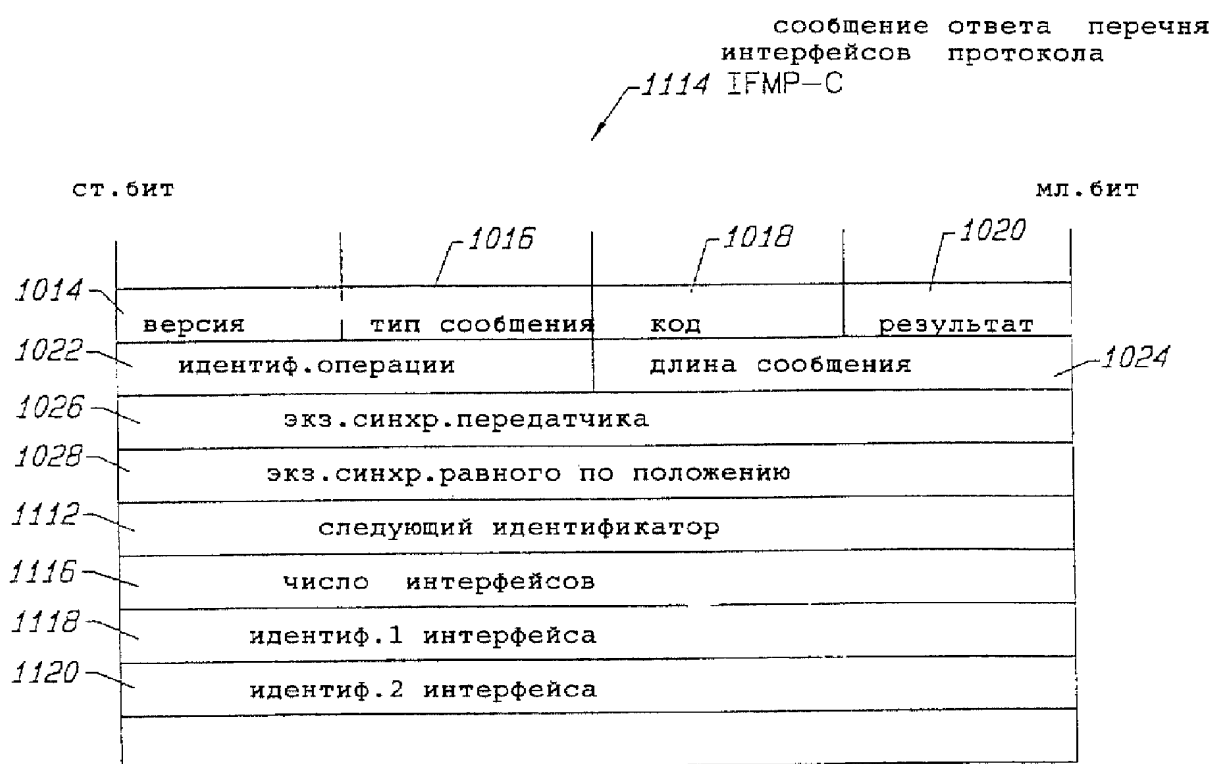 сообщение ответа перечня
интерфейсов протокола
1114 IFMP-C
ст.бит мл.бит
1016 1018 1020
1014
версия тип сообщения код результат
1022 идентиф.операции длина сообщения 1024
1026 экз.синхр.передатчика
1028 экз.синхр.равного по положению
1112 следующий идентификатор
1116 число интерфейсов
1118 идентиф.1 интерфейса
1120 идентиф.2 интерфейса